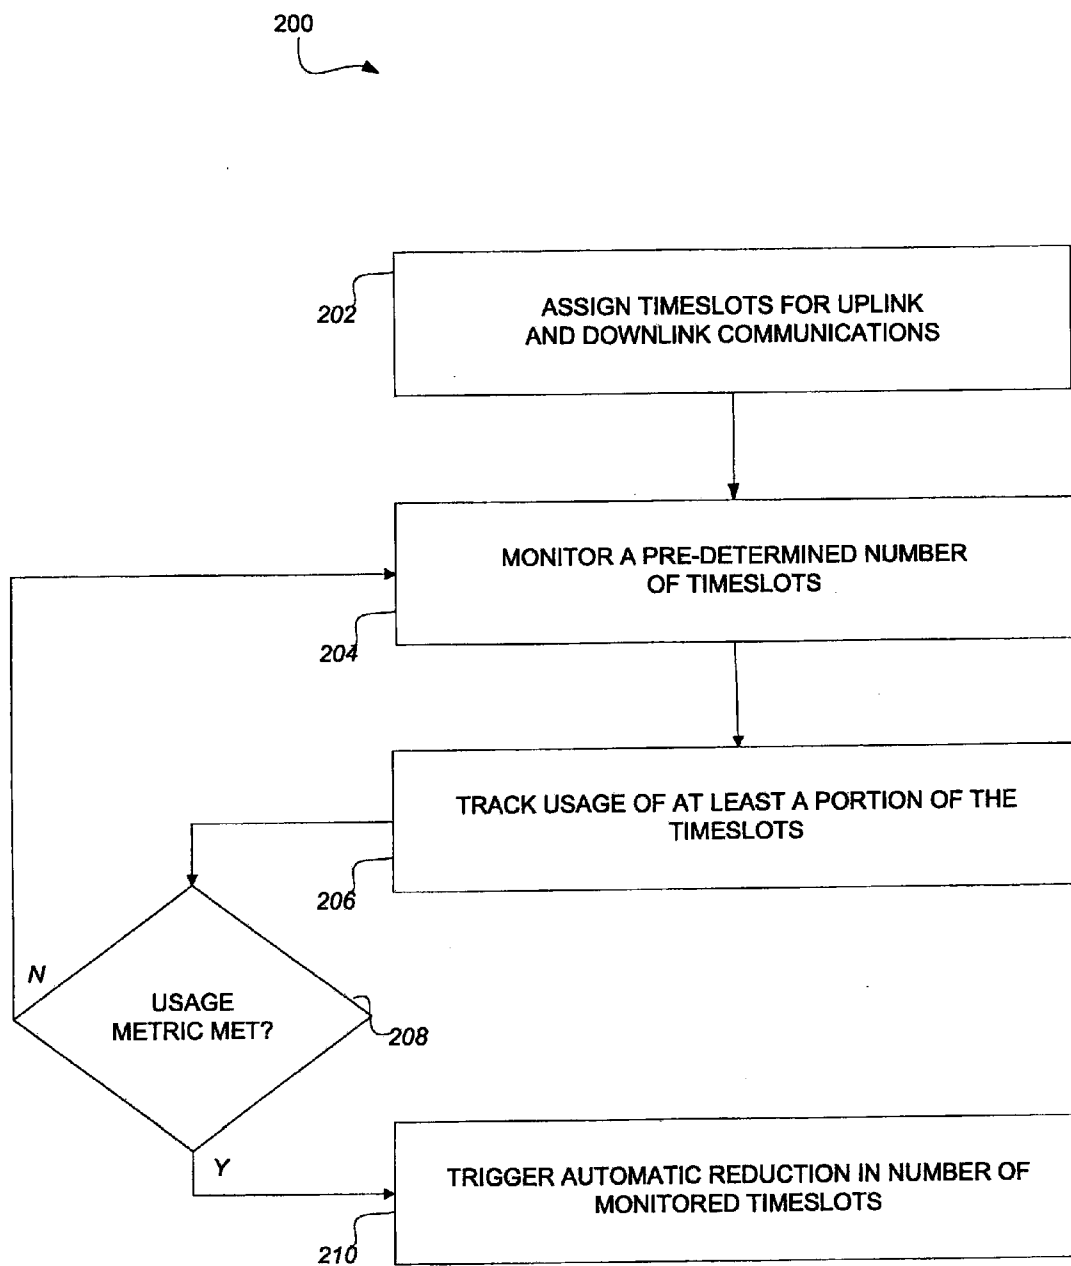 200
202
ASSIGN TIMESLOTS FOR UPLINK
AND DOWNLINK COMMUNICATIONS
MONITOR A PRE-DETERMINED NUMBER
OF TIMESLOTS
204
TRACK USAGE OF AT LEAST A PORTION OF THE
TIMESLOTS
206
N
USAGE
METRIC MET?
208
Y
TRIGGER AUTOMATIC REDUCTION IN NUMBER OF
MONITORED TIMESLOTS
210